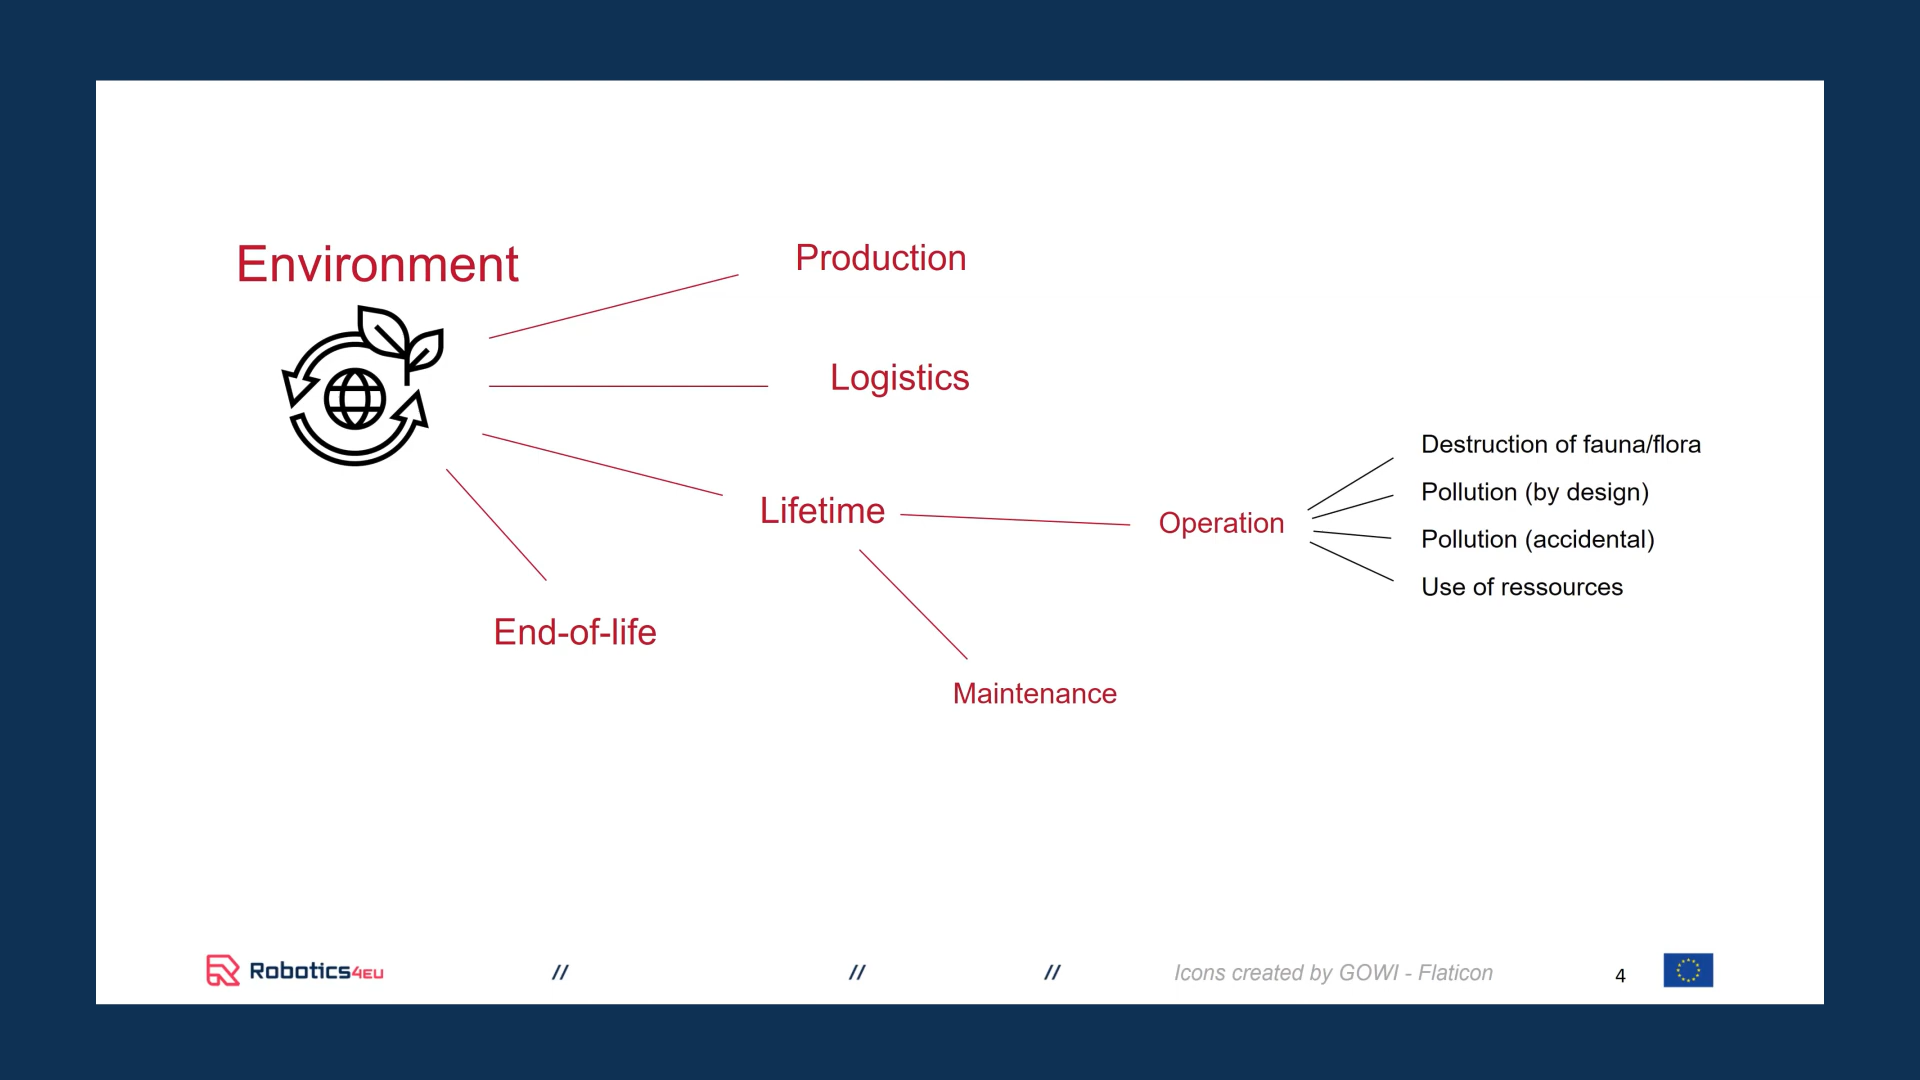 Environment
Production
Logistics
Lifetime
End-of-life
Operation
Maintenance
Destruction of fauna/flora
Pollution (by design)
Pollution (accidental)
Use of ressources
Robotics4EU
//
//
//
Icons created by GOWI - Flaticon
4